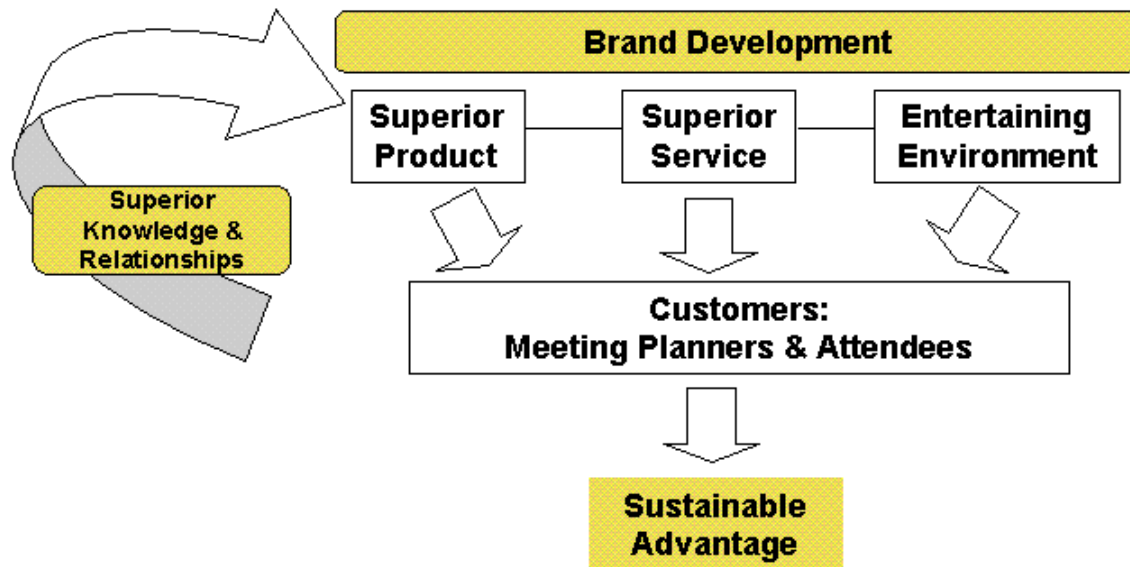 Brand Development
Superior
Product
Superior
Service
Entertaining
Environment
Superior
Knowledge &
Relationships
Customers:
Meeting Planners & Attendees
Sustainable
Advantage